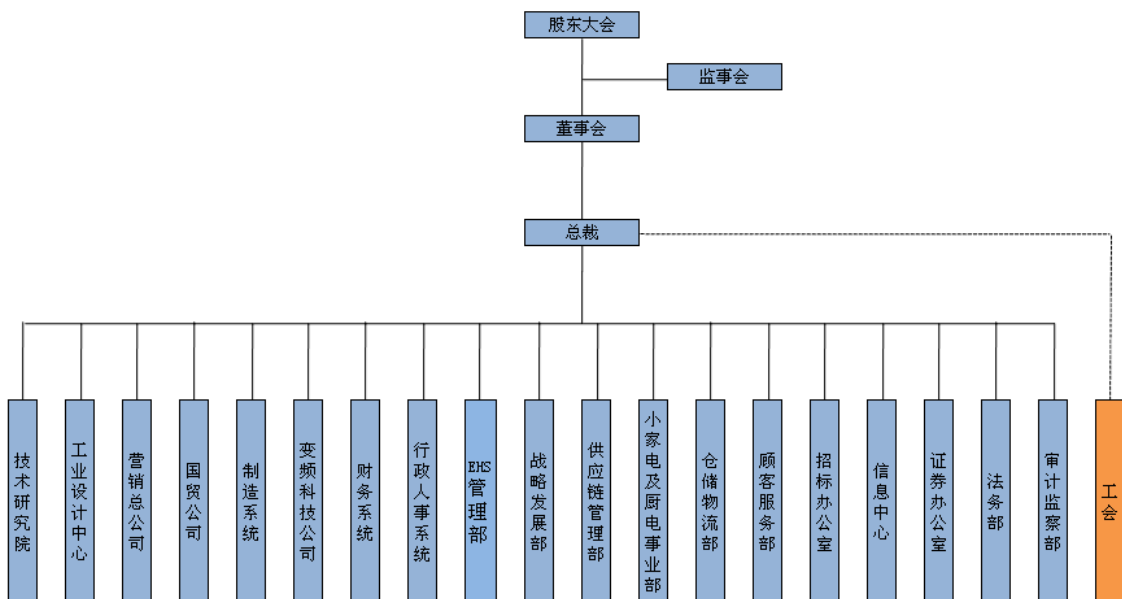 股东大会
监事会
董事会
总裁
技术研究院
工业设计中心
营销总公司
国贸公司
制造系统
变频科技公司
财务系统
行政人事系统
EHS管理部
战略发展部
供应链管理部
小家电及厨电事业部
仓储物流部
顾客服务部
招标办公室
信息中心
证券办公室
法务部
审计监察部
工会